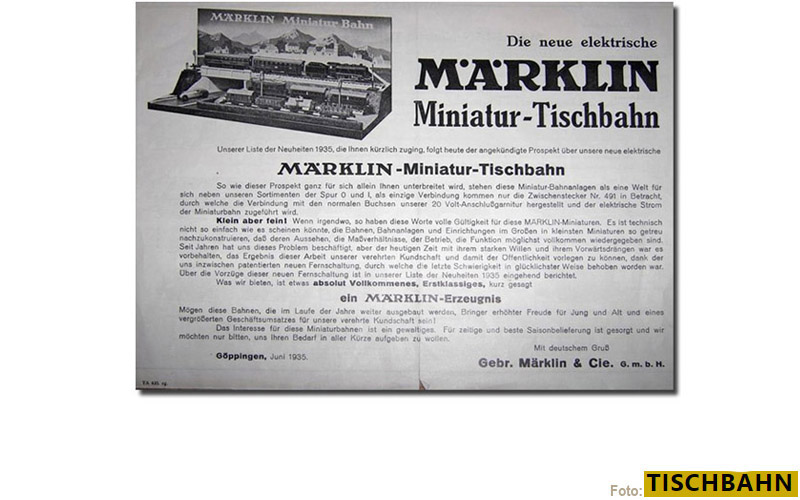 MÄRKLIN Miniatur Bahn
Die neue elektrische
MÄRKLIN
Miniatur-Tischbahn
Unserer Liste der Neuheiten 1935, die Ihnen kürzlich zuging, folgt heute der angekündigte Prospekt über unsere neue elektrische
MÄRKLIN-Miniatur-Tischbahn
So wie dieser Prospekt ganz für sich allein Ihnen unterbreitet wird, stehen diese Miniatur-Bahnanlagen als eine Welt für
sich neben unseren Sortimenten der Spur 0 und I, als einzige Verbindung kommen nur die Zwischenstecker Nr. 491 in Betracht,
durch welche die Verbindung mit den normalen Buchsen unserer 20 Volt-Anschlußgarnitur hergestellt und der elektrische Strom
der Miniaturbahn zugeführt wird.
Klein aber fein! Wenn irgendwo, so haben diese Worte volle Gültigkeit für diese MÄRKLIN-Miniaturen. Es ist technisch
nicht so einfach wie es scheinen könnte, die Bahnen, Bahnanlagen und Einrichtungen im Großen in kleinsten Miniaturen so getreu
nachzukonstruieren, daß deren Aussehen, die Maßverhältnisse, der Betrieb, die Funktion möglichst vollkommen wiedergegeben sind.
Seit Jahren hat uns dieses Problem beschäftigt, aber der heutigen Zeit mit ihrem starken Willen und ihrem Vorwärtsdrängen war es
vorbehalten, das Ergebnis dieser Arbeit unserer verehrten Kundschaft und damit der Öffentlichkeit vorlegen zu können, dank der
uns inzwischen patentierten neuen Fernschaltung, durch welche die letzte Schwierigkeit in glücklichster Weise behoben worden war.
Über die Vorzüge dieser neuen Fernschaltung ist in unserer Liste der Neuheiten 1935 eingehend berichtet.
Was wir bieten, ist etwas absolut Vollkommenes, Erstklassiges, kurz gesagt
ein MÄRKLIN-Erzeugnis
Mögen diese Bahnen, die im Laufe der Jahre weiter ausgebaut werden, Bringer erhöhter Freude für Jung und Alt und eines
vergrößerten Geschäftsumsatzes für unsere verehrte Kundschaft sein!
Das Interesse für diese Miniaturbahnen ist ein gewaltiges. Für zeitige und beste Saisonbelieferung ist gesorgt und wir
möchten nur bitten, uns Ihren Bedarf in aller Kürze aufgeben zu wollen.
Göppingen, Juni 1935.
Mit deutschem Gruß
Gebr. Märklin & Cie. G. m. b. H.
Foto: TISCHBAHN